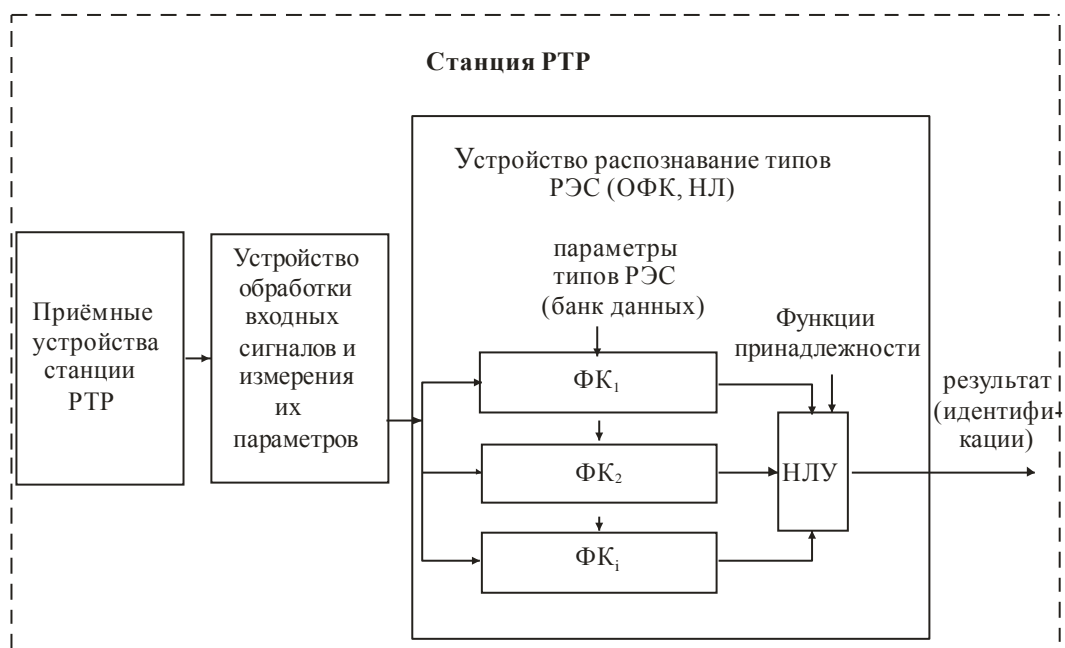 Станция РТР
Устройство распознавание типов
РЭС (ОФК, НЛ)
Приёмные
устройства
станции
РТР
Устройство
обработки
входных
сигналов и
измерения
их
параметров
параметры
типов РЭС
(банк данных)
Функции
принадлежности
ФК₁
ФК₂
ФКᵢ
НЛУ
результат
(идентифи-
кации)